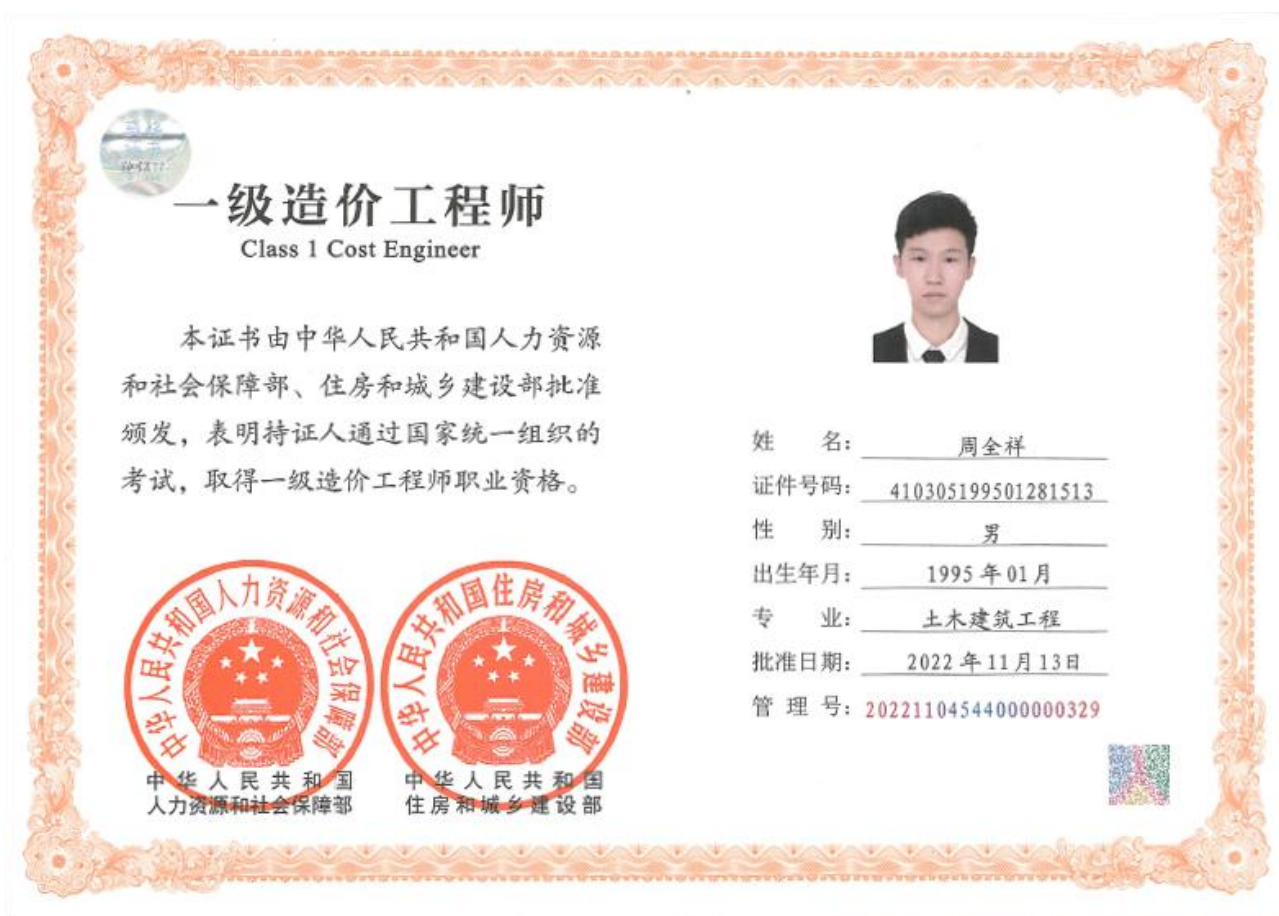 一级造价工程师
Class 1 Cost Engineer
本证书由中华人民共和国人力资源
和社会保障部、住房和城乡建设部批准
颁发，表明持证人通过国家统一组织的
考试，取得一级造价工程师职业资格。
中华人民共和国人力资源和社会保障部
中华人民共和国住房和城乡建设部
中华人民共和国
人力资源和社会保障部
中华人民共和国
住房和城乡建设部
姓 名：周全祥
证件号码：410305199501281513
性 别：男
出生年月：1995年01月
专 业：土木建筑工程
批准日期：2022年11月13日
管 理 号：20221104544000000329